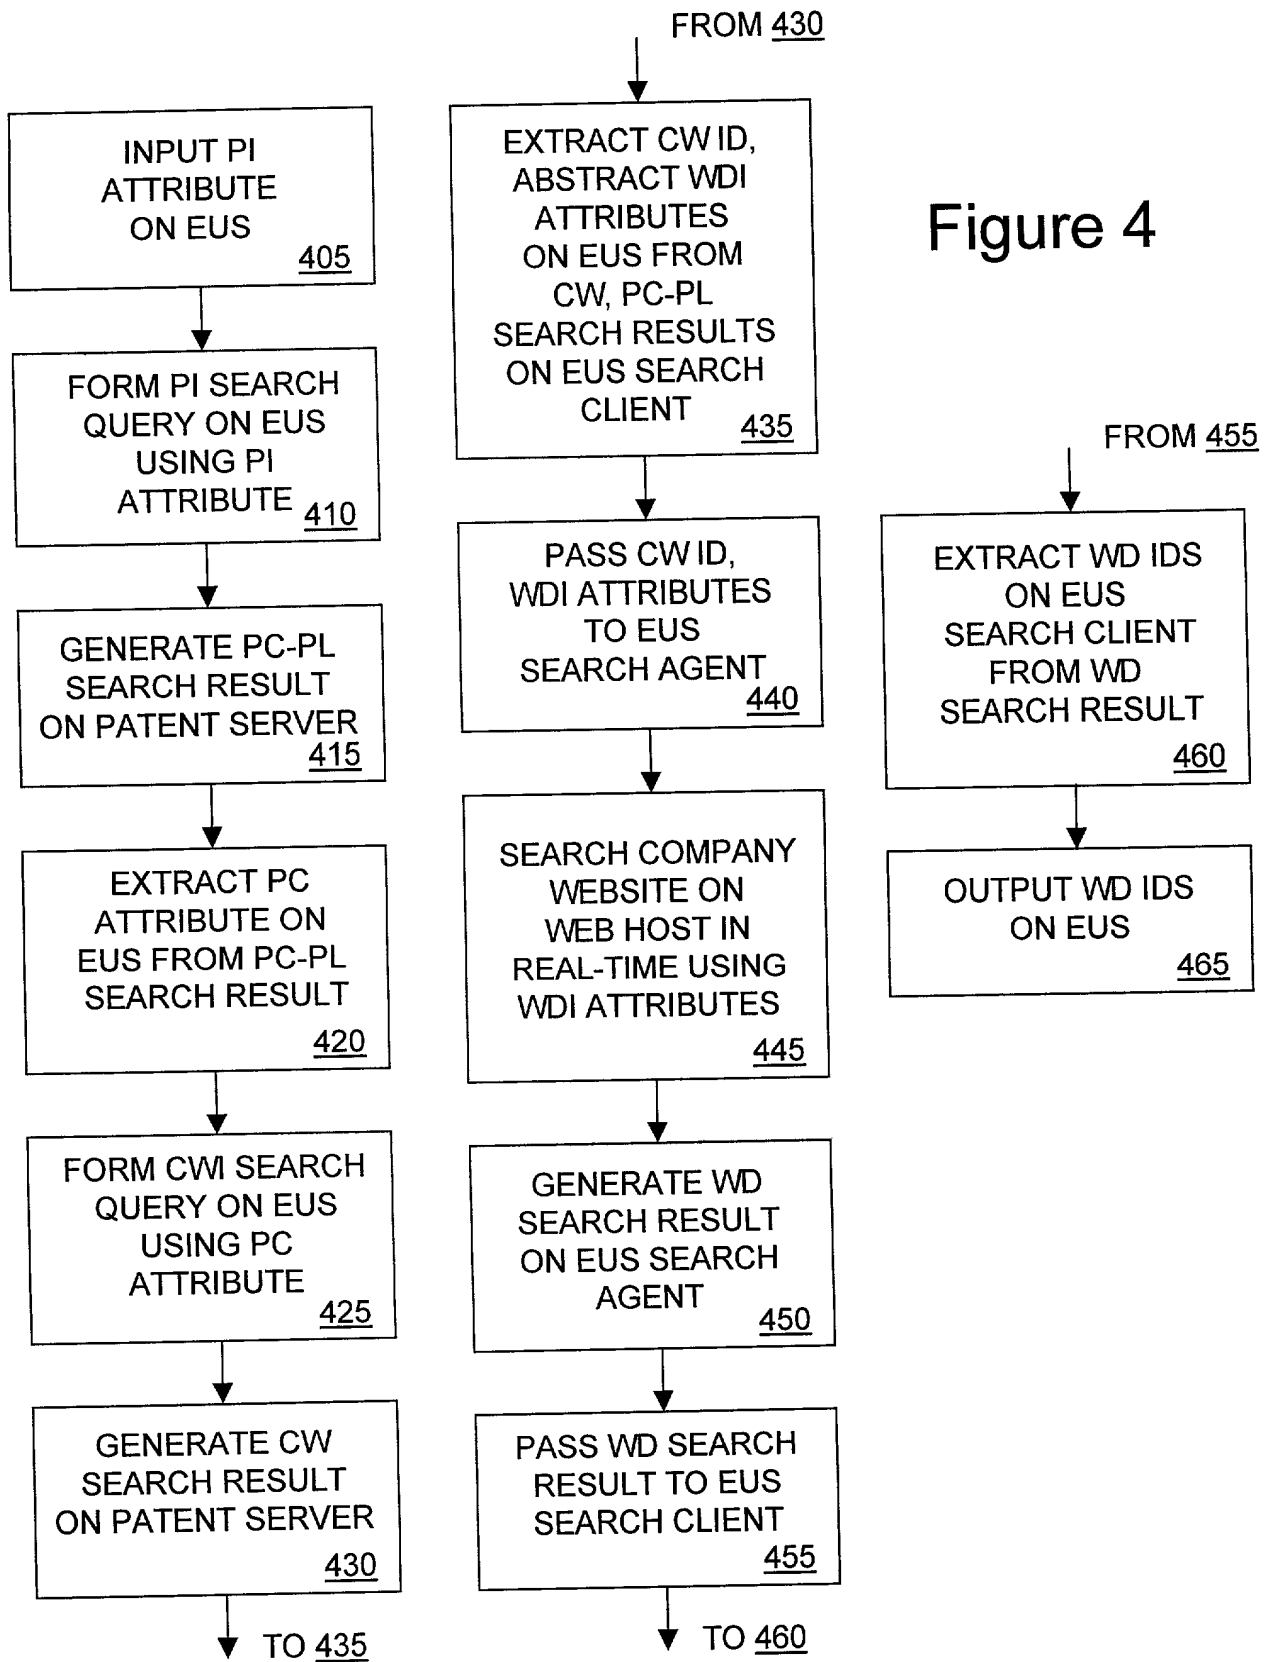 INPUT PI
ATTRIBUTE
ON EUS
405
FORM PI SEARCH
QUERY ON EUS
USING PI
ATTRIBUTE
410
GENERATE PC-PL
SEARCH RESULT
ON PATENT SERVER
415
EXTRACT PC
ATTRIBUTE ON
EUS FROM PC-PL
SEARCH RESULT
420
FORM CWI SEARCH
QUERY ON EUS
USING PC
ATTRIBUTE
425
GENERATE CW
SEARCH RESULT
ON PATENT SERVER
430
TO 435
FROM 430
EXTRACT CW ID,
ABSTRACT WDI
ATTRIBUTES
ON EUS FROM
CW, PC-PL
SEARCH RESULTS
ON EUS SEARCH
CLIENT
435
PASS CW ID,
WDI ATTRIBUTES
TO EUS
SEARCH AGENT
440
SEARCH COMPANY
WEBSITE ON
WEB HOST IN
REAL-TIME USING
WDI ATTRIBUTES
445
GENERATE WD
SEARCH RESULT
ON EUS SEARCH
AGENT
450
PASS WD SEARCH
RESULT TO EUS
SEARCH CLIENT
455
TO 460
Figure 4
FROM 455
EXTRACT WD IDS
ON EUS
SEARCH CLIENT
FROM WD
SEARCH RESULT
460
OUTPUT WD IDS
ON EUS
465